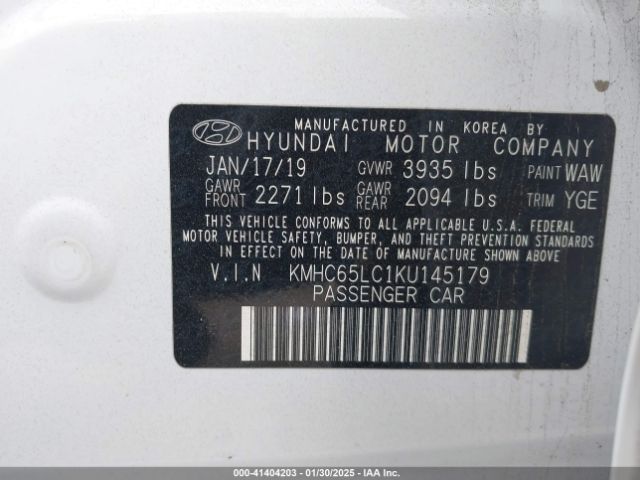 MANUFACTURED IN KOREA BY
HYUNDAI MOTOR COMPANY
JAN/17/19 GVWR 3935 lbs PAINT WAW
GAWR FRONT 2271 lbs GAWR REAR 2094 lbs TRIM YGE
THIS VEHICLE CONFORMS TO ALL APPLICABLE U.S.A. FEDERAL
MOTOR VEHICLE SAFETY, BUMPER, AND THEFT PREVENTION STANDARDS
IN EFFECT ON THE DATE OF MANUFACTURE SHOWN ABOVE
V.I.N KMHC65LC1KU145179
PASSENGER CAR
000-41404203 - 01/30/2025 - IAA Inc.